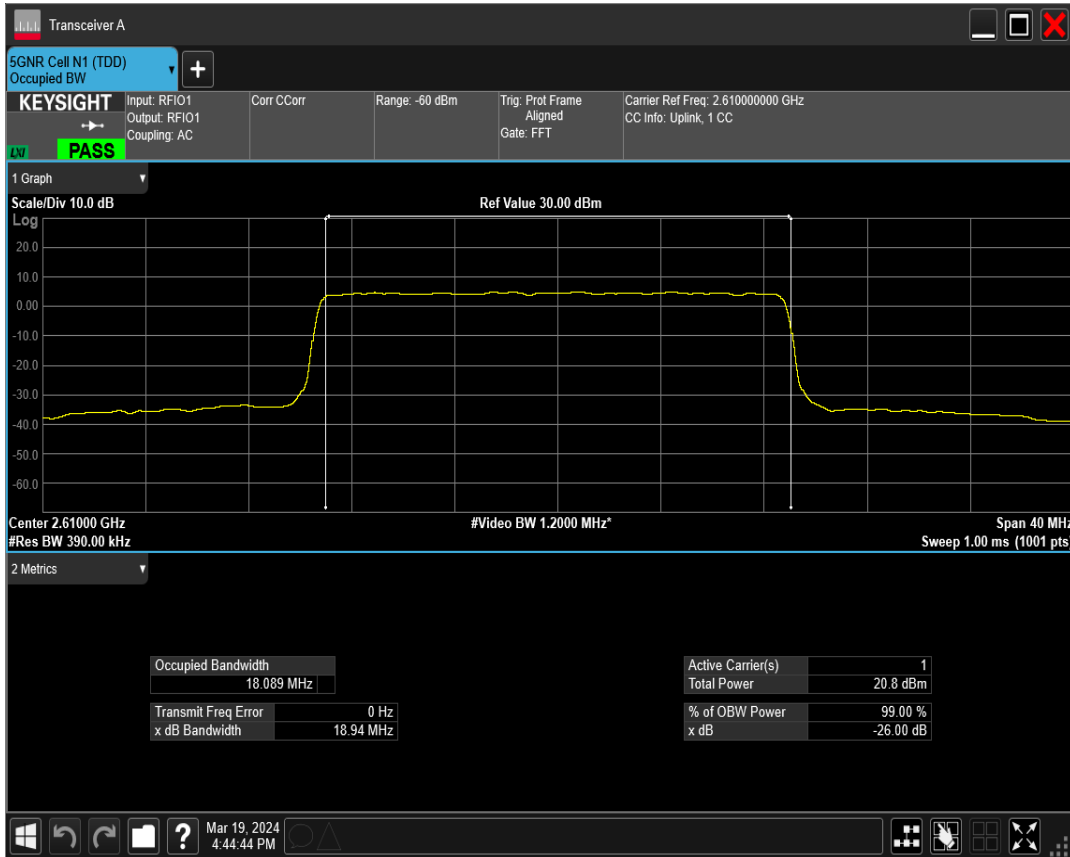 Transceiver A
5GNR Cell N1 (TDD)
Occupied BW
+
KEYSIGHT
LXI
PASS
Input: RFIO1
Output: RFIO1
Coupling: AC
Corr CCorr
Range: -60 dBm
Trig: Prot Frame
Aligned
Gate: FFT
Carrier Ref Freq: 2.610000000 GHz
CC Info: Uplink, 1 CC
1 Graph
Scale/Div 10.0 dB
Ref Value 30.00 dBm
Log
20.0
10.0
0.00
-10.0
-20.0
-30.0
-40.0
-50.0
-60.0
Center 2.61000 GHz
#Video BW 1.2000 MHz*
Span 40 MHz
#Res BW 390.00 kHz
Sweep 1.00 ms (1001 pts)
2 Metrics
Occupied Bandwidth
18.089 MHz
Transmit Freq Error 0 Hz
x dB Bandwidth 18.94 MHz
Active Carrier(s) 1
Total Power 20.8 dBm
% of OBW Power 99.00 %
x dB -26.00 dB
?
Mar 19, 2024
4:44:44 PM